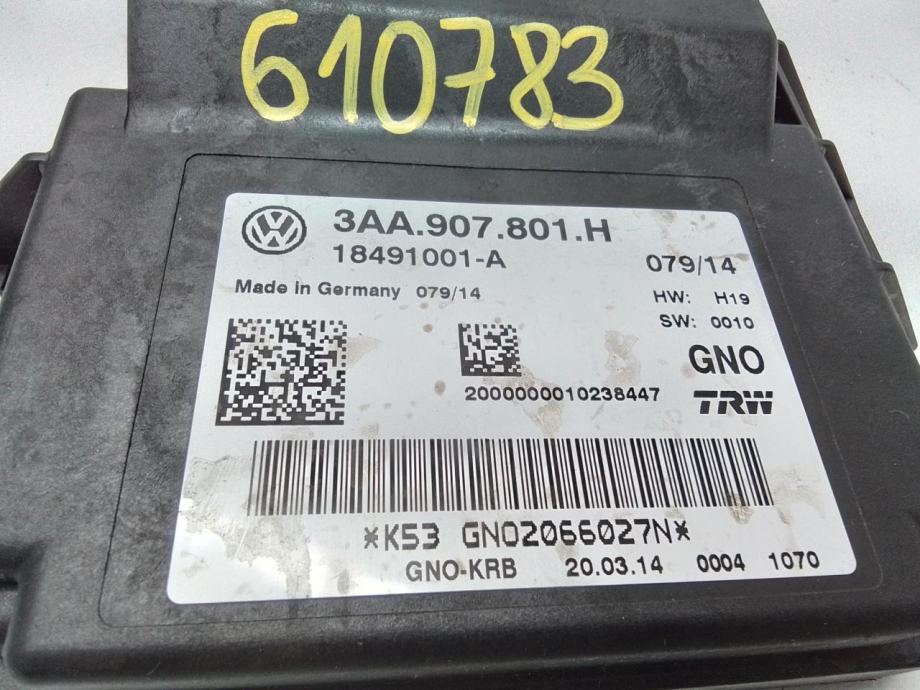 610783
3AA.907.801.H
18491001-A
079/14
Made in Germany 079/14
HW: H19
SW: 0010
GNO
2000000010238447
TRW
*K53 GNO2066027N*
GNO-KRB 20.03.14 0004 1070